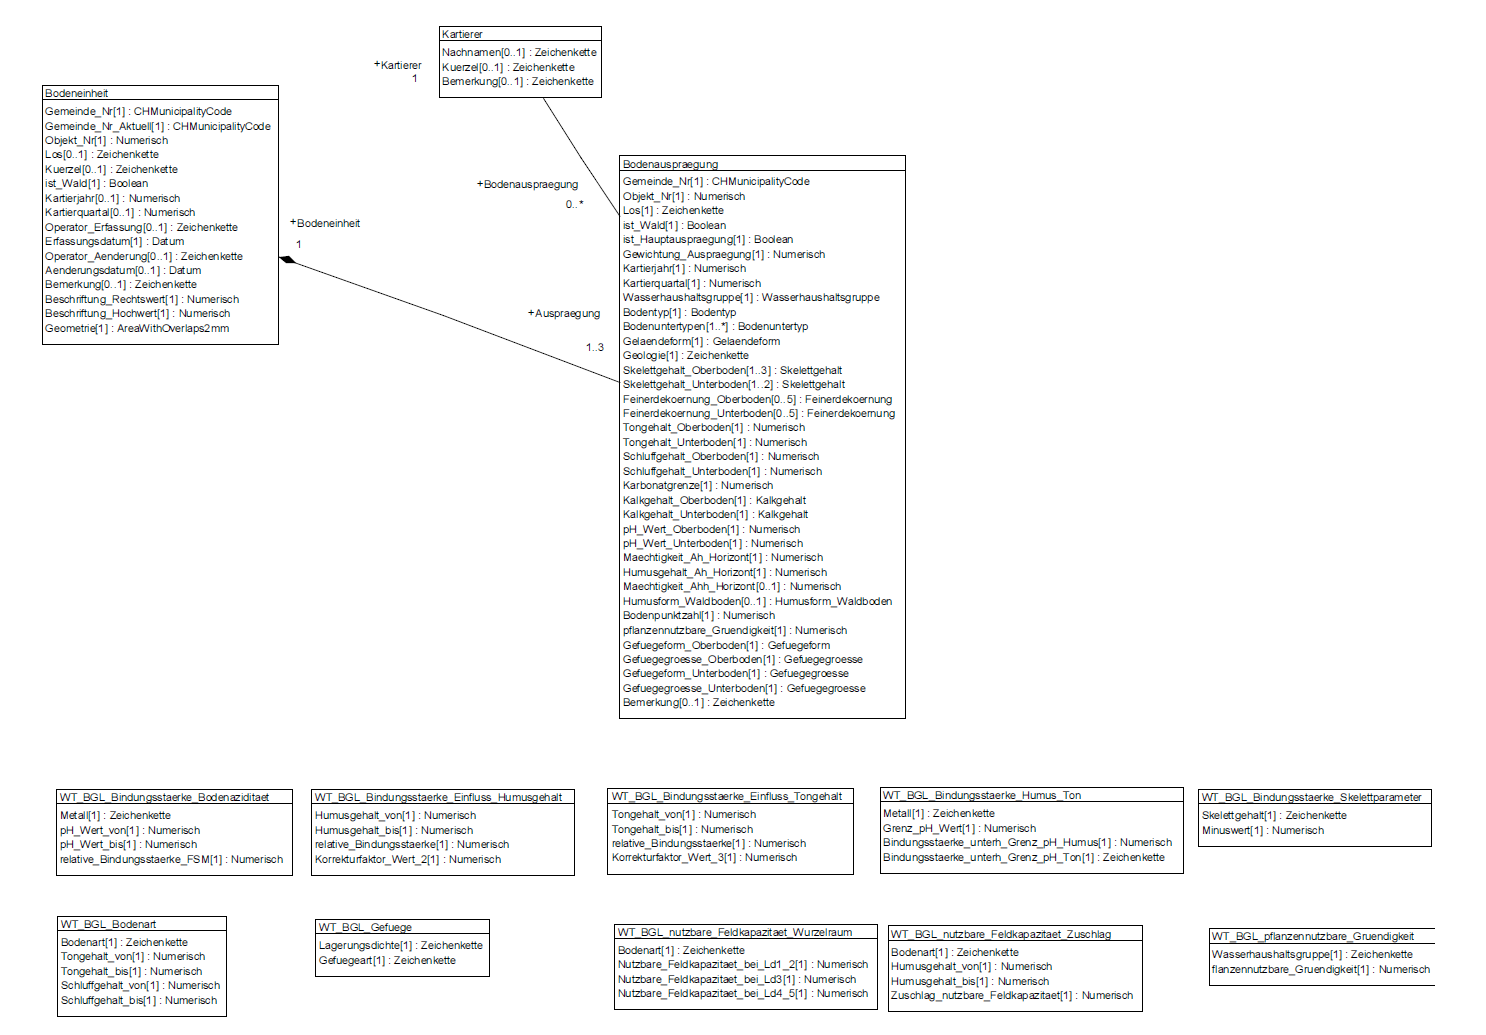 Kartierer
Nachnamen[0..1] : Zeichenkette
Kuerzel[0..1] : Zeichenkette
Bemerkung[0..1] : Zeichenkette
+Kartierer
1
Bodeneinheit
Gemeinde_Nr[1] : CHMunicipalityCode
Gemeinde_Nr_Aktuell[1] : CHMunicipalityCode
Objekt_Nr[1] : Numerisch
Los[0..1] : Zeichenkette
Kuerzel[0..1] : Zeichenkette
ist_Wald[1] : Boolean
Kartierjahr[0..1] : Numerisch
Kartierquartal[0..1] : Numerisch
Operator_Erfassung[0..1] : Zeichenkette
Erfassungsdatum[1] : Datum
Operator_Aenderung[0..1] : Zeichenkette
Aenderungsdatum[0..1] : Datum
Bemerkung[0..1] : Zeichenkette
Beschriftung_Rechtswert[1] : Numerisch
Beschriftung_Hochwert[1] : Numerisch
Geometrie[1] : AreaWithOverlaps2mm
+Bodenauspraegung
0..*
+Bodeneinheit
1
+Auspraegung
1..3
Bodenauspraegung
Gemeinde_Nr[1] : CHMunicipalityCode
Objekt_Nr[1] : Numerisch
Los[1] : Zeichenkette
ist_Wald[1] : Boolean
ist_Hauptauspraegung[1] : Boolean
Gewichtung_Auspraegung[1] : Numerisch
Kartierjahr[1] : Numerisch
Kartierquartal[1] : Numerisch
Wasserhaushaltsgruppe[1] : Wasserhaushaltsgruppe
Bodentyp[1] : Bodentyp
Bodenuntertypen[1..*] : Bodenuntertyp
Gelaendeform[1] : Gelaendeform
Geologie[1] : Zeichenkette
Skelettgehalt_Oberboden[1..3] : Skelettgehalt
Skelettgehalt_Unterboden[1..2] : Skelettgehalt
Feinerdekoernung_Oberboden[0..5] : Feinerdekoernung
Feinerdekoernung_Unterboden[0..5] : Feinerdekoernung
Tongehalt_Oberboden[1] : Numerisch
Tongehalt_Unterboden[1] : Numerisch
Schluffgehalt_Oberboden[1] : Numerisch
Schluffgehalt_Unterboden[1] : Numerisch
Karbonatgrenze[1] : Numerisch
Kalkgehalt_Oberboden[1] : Kalkgehalt
Kalkgehalt_Unterboden[1] : Kalkgehalt
pH_Wert_Oberboden[1] : Numerisch
pH_Wert_Unterboden[1] : Numerisch
Maechtigkeit_Ah_Horizont[1] : Numerisch
Humusgehalt_Ah_Horizont[1] : Numerisch
Maechtigkeit_Ahh_Horizont[0..1] : Numerisch
Humusform_Waldboden[0..1] : Humusform_Waldboden
Bodenpunktzahl[1] : Numerisch
pflanzennutzbare_Gruendigkeit[1] : Numerisch
Gefuegeform_Oberboden[1] : Gefuegeform
Gefuegegroesse_Oberboden[1] : Gefuegegroesse
Gefuegeform_Unterboden[1] : Gefuegegroesse
Gefuegegroesse_Unterboden[1] : Gefuegegroesse
Bemerkung[0..1] : Zeichenkette
WT_BGL_Bindungsstaerke_Bodenaziditaet
Metall[1] : Zeichenkette
pH_Wert_von[1] : Numerisch
pH_Wert_bis[1] : Numerisch
relative_Bindungsstaerke_FSM[1] : Numerisch
WT_BGL_Bindungsstaerke_Einfluss_Humusgehalt
Humusgehalt_von[1] : Numerisch
Humusgehalt_bis[1] : Numerisch
relative_Bindungsstaerke[1] : Numerisch
Korrekturfaktor_Wert_2[1] : Numerisch
WT_BGL_Bindungsstaerke_Einfluss_Tongehalt
Tongehalt_von[1] : Numerisch
Tongehalt_bis[1] : Numerisch
relative_Bindungsstaerke[1] : Numerisch
Korrekturfaktor_Wert_3[1] : Numerisch
WT_BGL_Bindungsstaerke_Humus_Ton
Metall[1] : Zeichenkette
Grenz_pH_Wert[1] : Numerisch
Bindungsstaerke_unterh_Grenz_pH_Humus[1] : Numerisch
Bindungsstaerke_unterh_Grenz_pH_Ton[1] : Zeichenkette
WT_BGL_Bindungsstaerke_Skelettparameter
Skelettgehalt[1] : Zeichenkette
Minuswert[1] : Numerisch
WT_BGL_Bodenart
Bodenart[1] : Zeichenkette
Tongehalt_von[1] : Numerisch
Tongehalt_bis[1] : Numerisch
Schluffgehalt_von[1] : Numerisch
Schluffgehalt_bis[1] : Numerisch
WT_BGL_Gefuege
Lagerungsdichte[1] : Zeichenkette
Gefuegeart[1] : Zeichenkette
WT_BGL_nutzbare_Feldkapazitaet_Wurzelraum
Bodenart[1] : Zeichenkette
Nutzbare_Feldkapazitaet_bei_Ld1_2[1] : Numerisch
Nutzbare_Feldkapazitaet_bei_Ld3[1] : Numerisch
Nutzbare_Feldkapazitaet_bei_Ld4_5[1] : Numerisch
WT_BGL_nutzbare_Feldkapazitaet_Zuschlag
Bodenart[1] : Zeichenkette
Humusgehalt_von[1] : Numerisch
Humusgehalt_bis[1] : Numerisch
Zuschlag_nutzbare_Feldkapazitaet[1] : Numerisch
WT_BGL_pflanzennutzbare_Gruendigkeit
Wasserhaushaltsgruppe[1] : Zeichenkette
flanzennutzbare_Gruendigkeit[1] : Numerisch